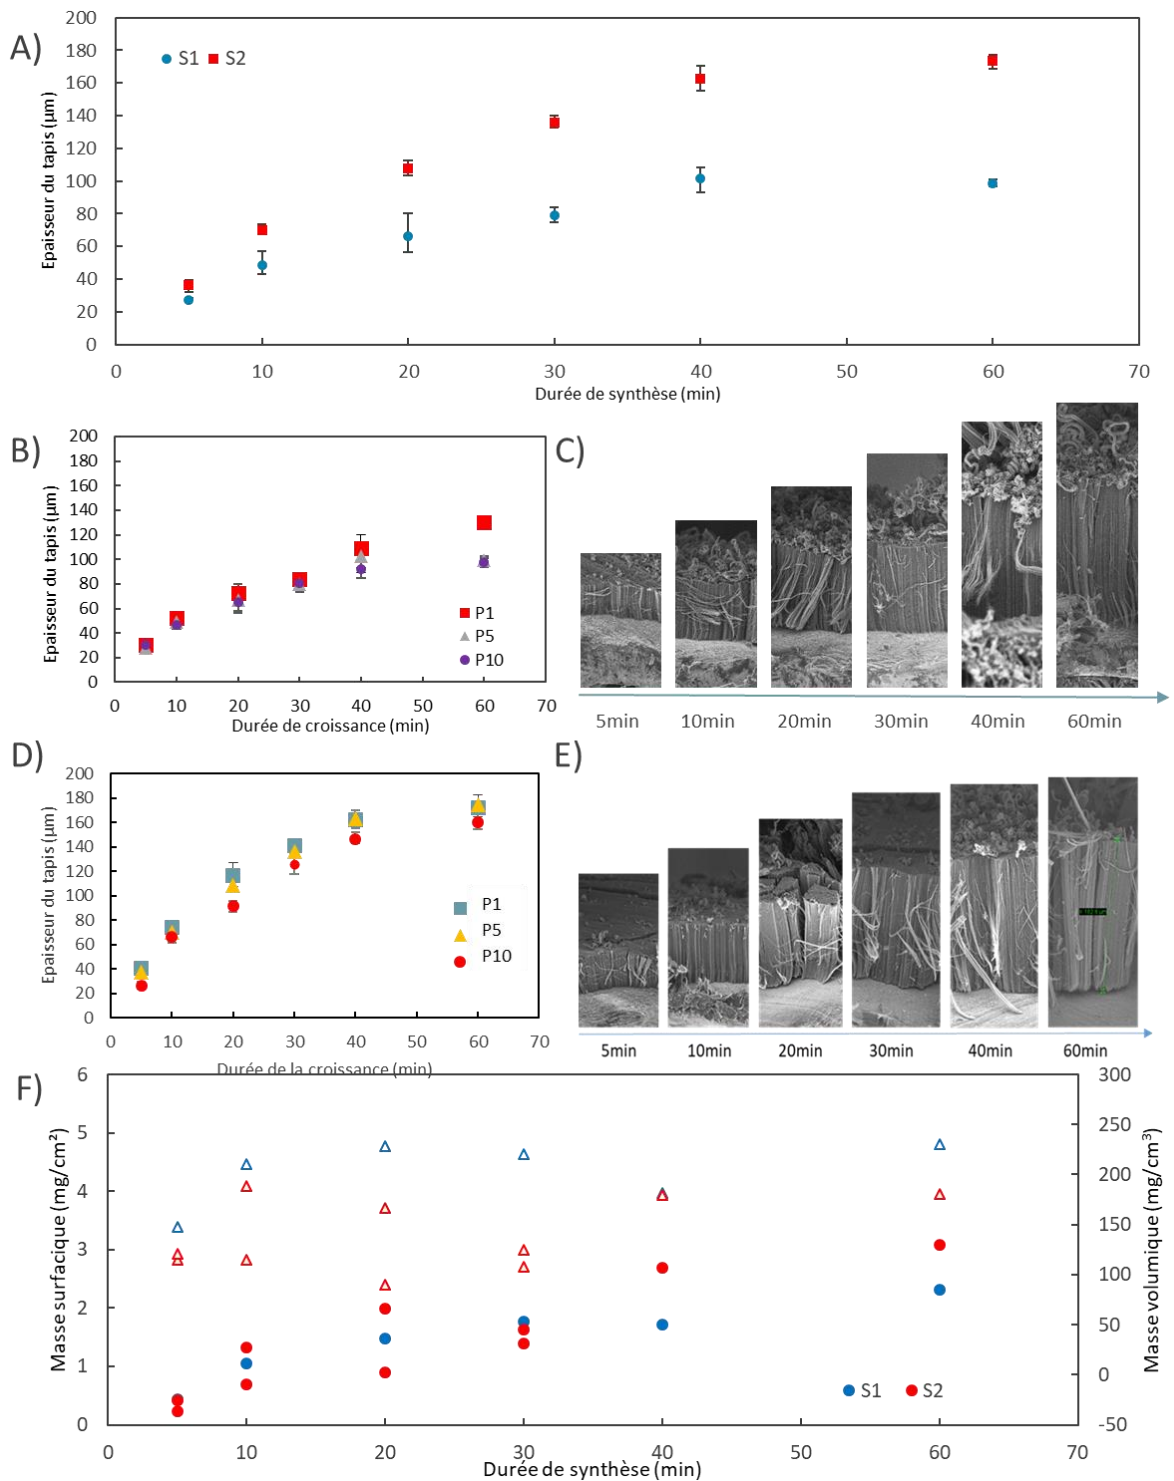 A)
200
180
160
140
120
100
80
60
40
20
0
Epaisseur du tapis (µm)
S1 S2
0 10 20 30 40 50 60 70
Durée de synthèse (min)
B)
200
180
160
140
120
100
80
60
40
20
0
Epaisseur du tapis (µm)
P1
P5
P10
0 10 20 30 40 50 60 70
Durée de croissance (min)
C)
5min 10min 20min 30min 40min 60min
D)
200
180
160
140
120
100
80
60
40
20
0
Epaisseur du tapis (µm)
P1
P5
P10
0 10 20 30 40 50 60 70
Durée de la croissance (min)
E)
5min 10min 20min 30min 40min 60min
F)
6
5
4
3
2
1
0
Masse surfacique (mg/cm²)
300
250
200
150
100
50
0
-50
Masse volumique (mg/cm³)
S1 S2
0 10 20 30 40 50 60 70
Durée de synthèse (min)